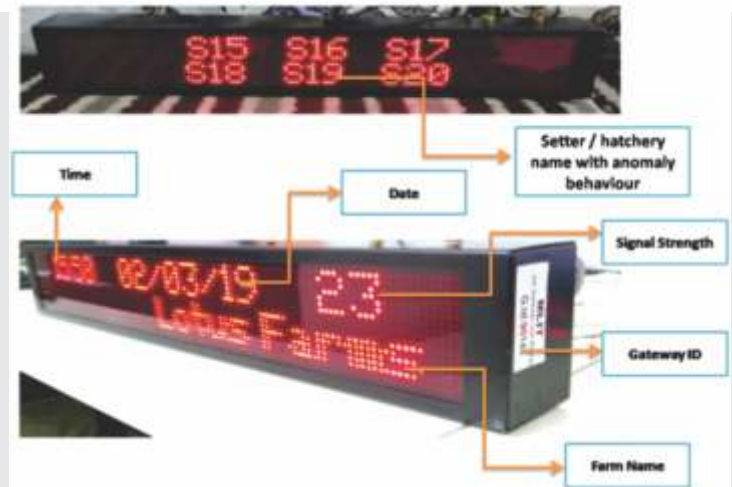 S15 S16 S17
S18 S19 S20
Setter / hatchery
name with anomaly
behaviour
Time
Date
Signal Strength
02/03/19 23
Lotus Farms
Gateway ID
Farm Name